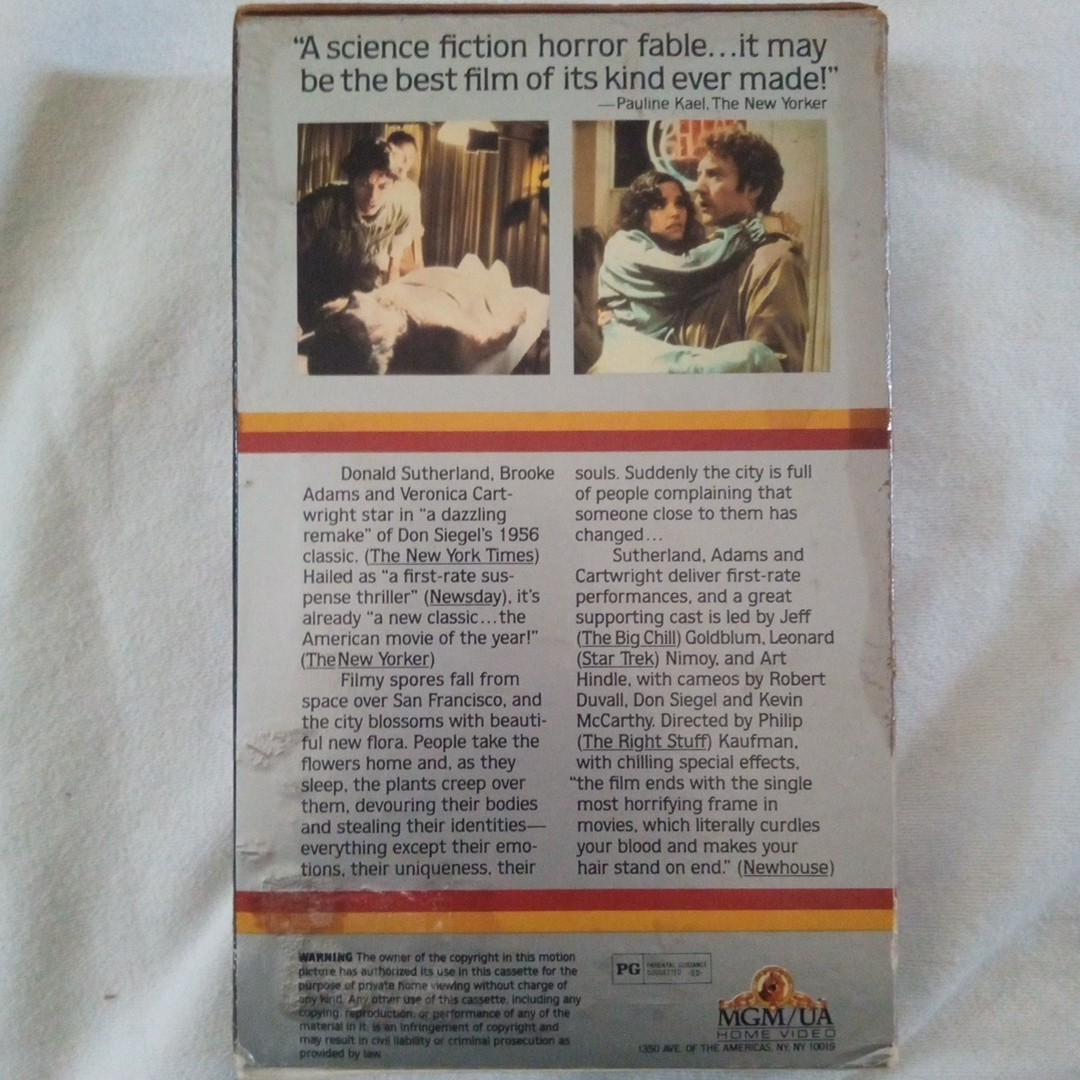 “A science fiction horror fable...it may
be the best film of its kind ever made!”
—Pauline Kael, The New Yorker
Donald Sutherland, Brooke
Adams and Veronica Cart-
wright star in “a dazzling
remake” of Don Siegel’s 1956
classic. (The New York Times)
Hailed as “a first-rate sus-
pense thriller” (Newsday), it’s
already “a new classic...the
American movie of the year!”
(The New Yorker)
Filmy spores fall from
space over San Francisco, and
the city blossoms with beauti-
ful new flora. People take the
flowers home and, as they
sleep, the plants creep over
them, devouring their bodies
and stealing their identities—
everything except their emo-
tions, their uniqueness, their
souls. Suddenly the city is full
of people complaining that
someone close to them has
changed...
Sutherland, Adams and
Cartwright deliver first-rate
performances, and a great
supporting cast is led by Jeff
(The Big Chill) Goldblum, Leonard
(Star Trek) Nimoy, and Art
Hindle, with cameos by Robert
Duvall, Don Siegel and Kevin
McCarthy. Directed by Philip
(The Right Stuff) Kaufman,
with chilling special effects,
“the film ends with the single
most horrifying frame in
movies, which literally curdles
your blood and makes your
hair stand on end.” (Newhouse)
WARNING The owner of the copyright in this motion
picture has authorized its use in this cassette for the
purpose of private home viewing without charge of
any kind. Any other use of this cassette, including any
copying, reproduction, or performance of any of the
material in it, is an infringement of copyright and
may result in civil liability or criminal prosecution as
provided by law.
PG PARENTAL GUIDANCE
SUGGESTED
MGM/UA
HOME VIDEO
1350 AVE. OF THE AMERICAS, NY, NY 10019